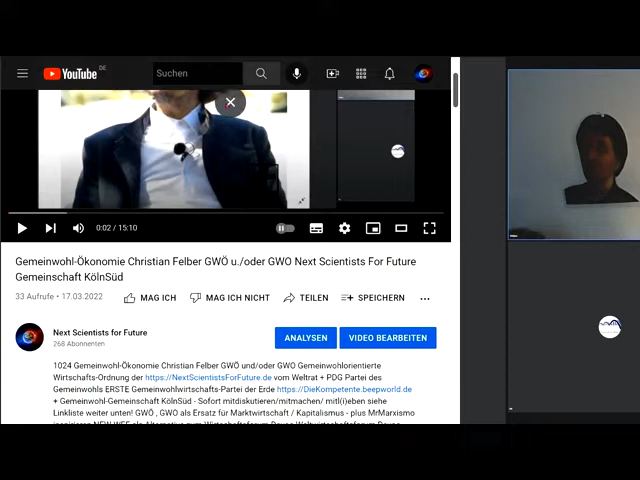 YouTube DE
Suchen
0:02 / 15:10
Gemeinwohl-Ökonomie Christian Felber GWÖ u./oder GWO Next Scientists For Future
Gemeinschaft KölnSüd
33 Aufrufe • 17.03.2022
MAG ICH
MAG ICH NICHT
TEILEN
SPEICHERN
Next Scientists for Future
268 Abonnenten
ANALYSEN
VIDEO BEARBEITEN
1024 Gemeinwohl-Ökonomie Christian Felber GWÖ und/oder GWO Gemeinwohlorientierte
Wirtschafts-Ordnung der https://NextScientistsForFuture.de vom Weltrat + PDG Partei des
Gemeinwohls ERSTE Gemeinwohlwirtschafts-Partei der Erde https://DieKompetente.beepworld.de
+ Gemeinwohl-Gemeinschaft KölnSüd - Sofort mitdiskutieren/mitmachen/ mitl(i)eben siehe
Linkliste weiter unten! GWÖ , GWO als Ersatz für Marktwirtschaft / Kapitalismus - plus MrMarxismo